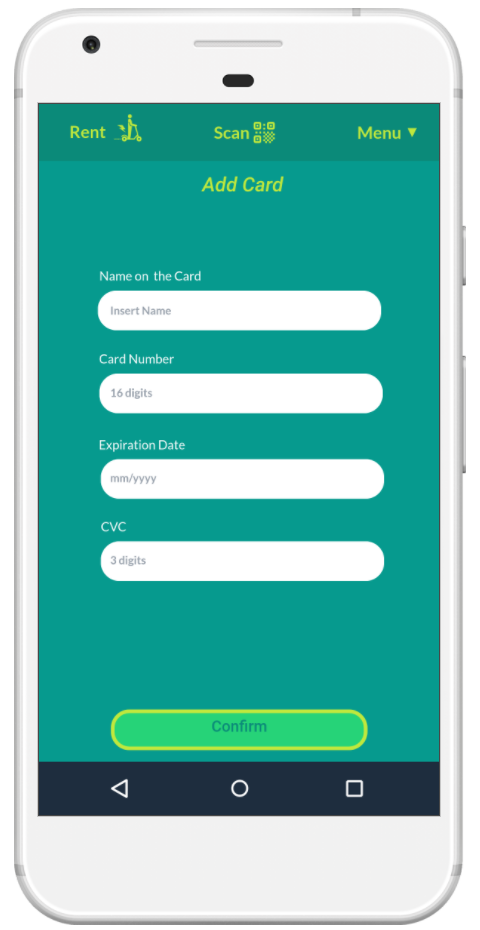 Rent Scan Menu ▼
Add Card
Name on the Card
Insert Name
Card Number
16 digits
Expiration Date
mm/yyyy
CVC
3 digits
Confirm